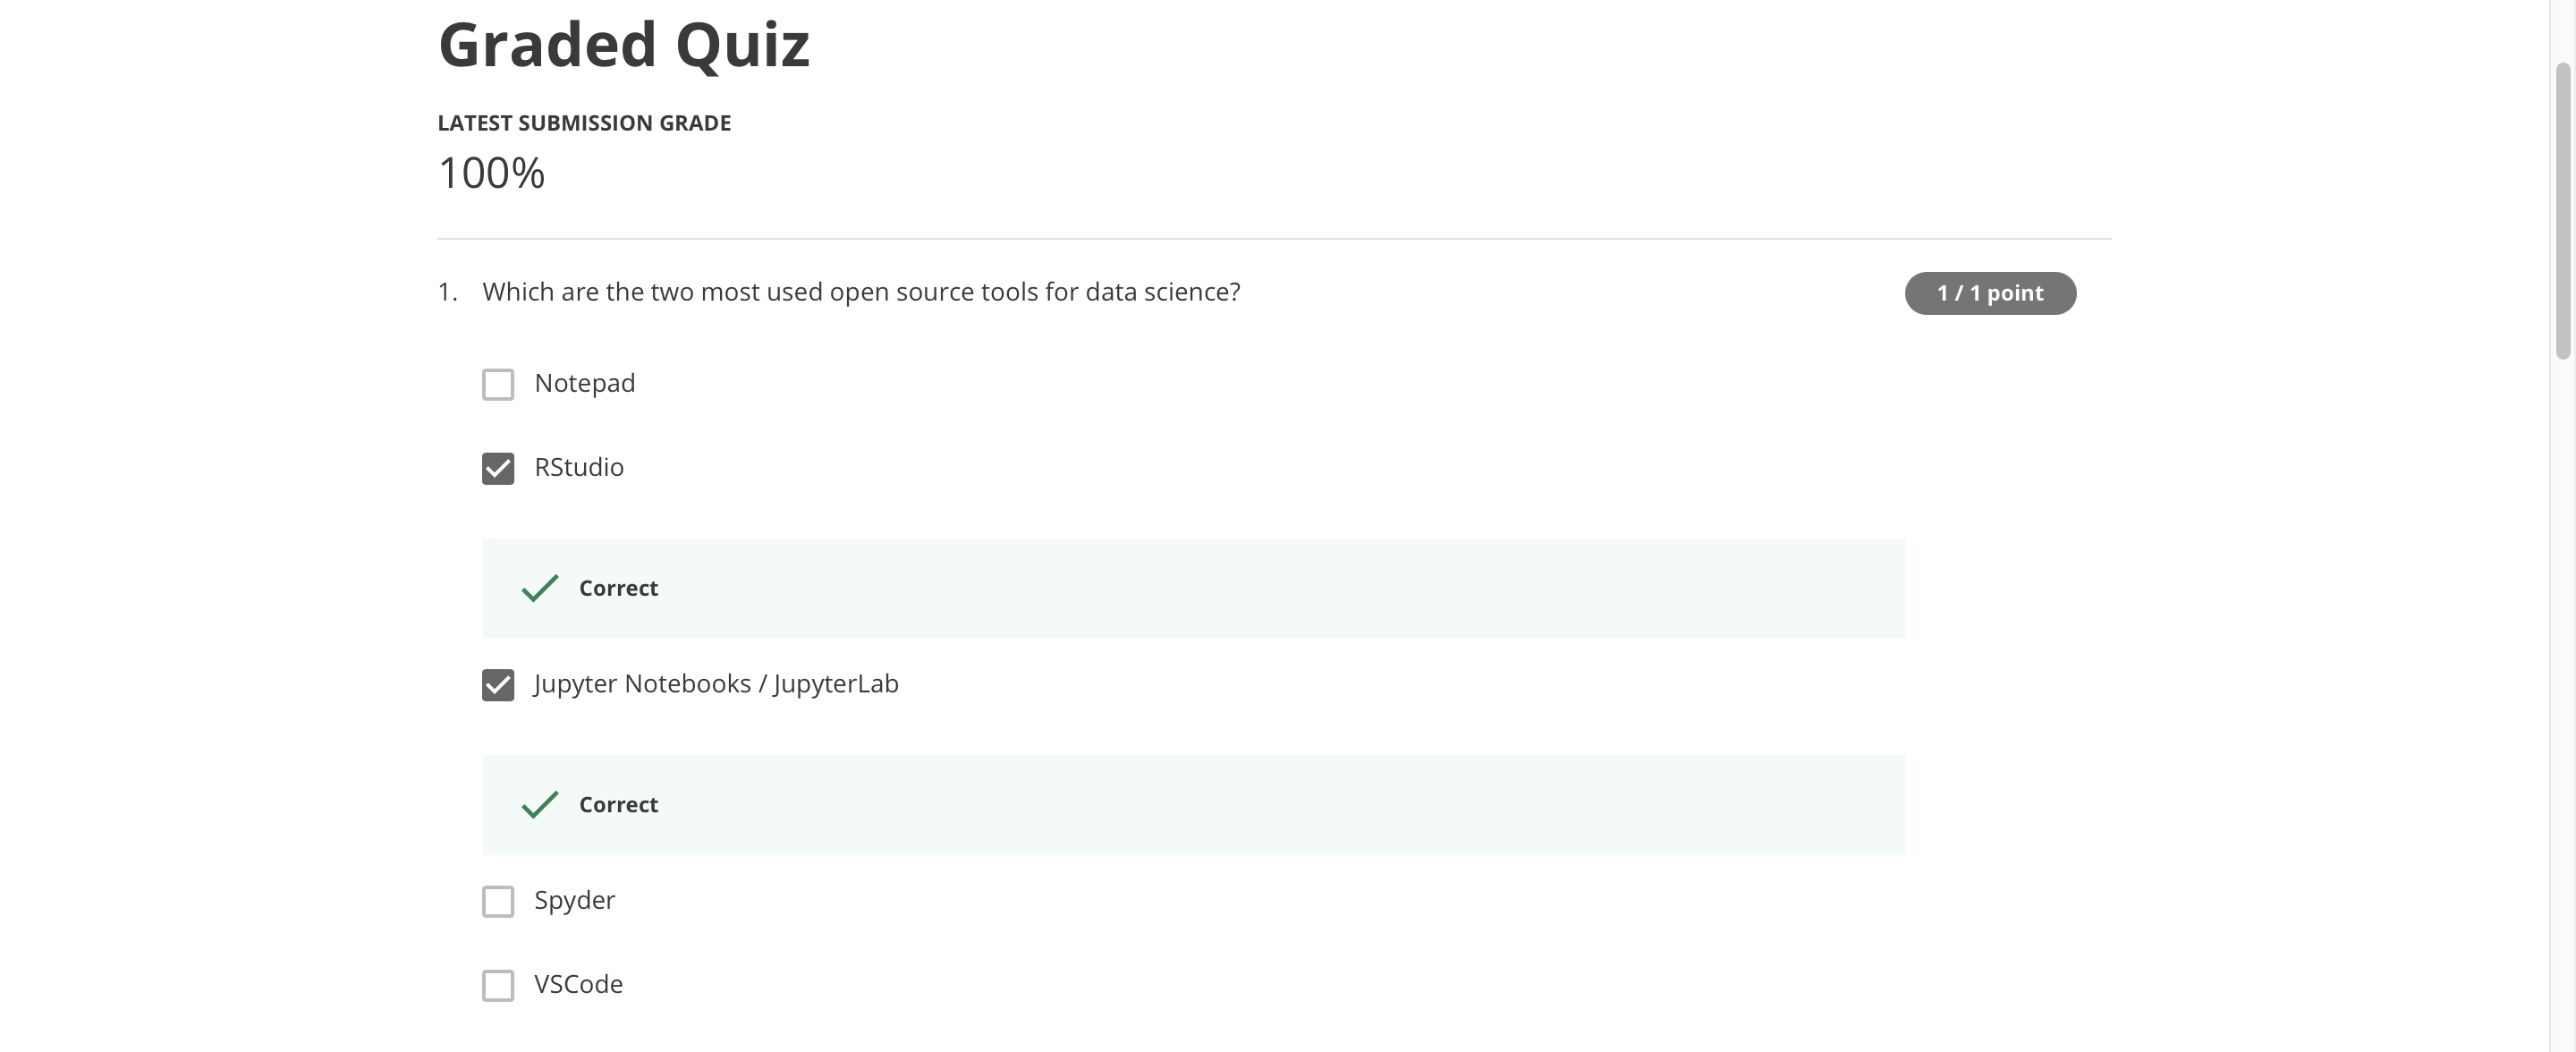 Graded Quiz
LATEST SUBMISSION GRADE
100%
1. Which are the two most used open source tools for data science?
1 / 1 point
Notepad
RStudio
Correct
Jupyter Notebooks / JupyterLab
Correct
Spyder
VSCode